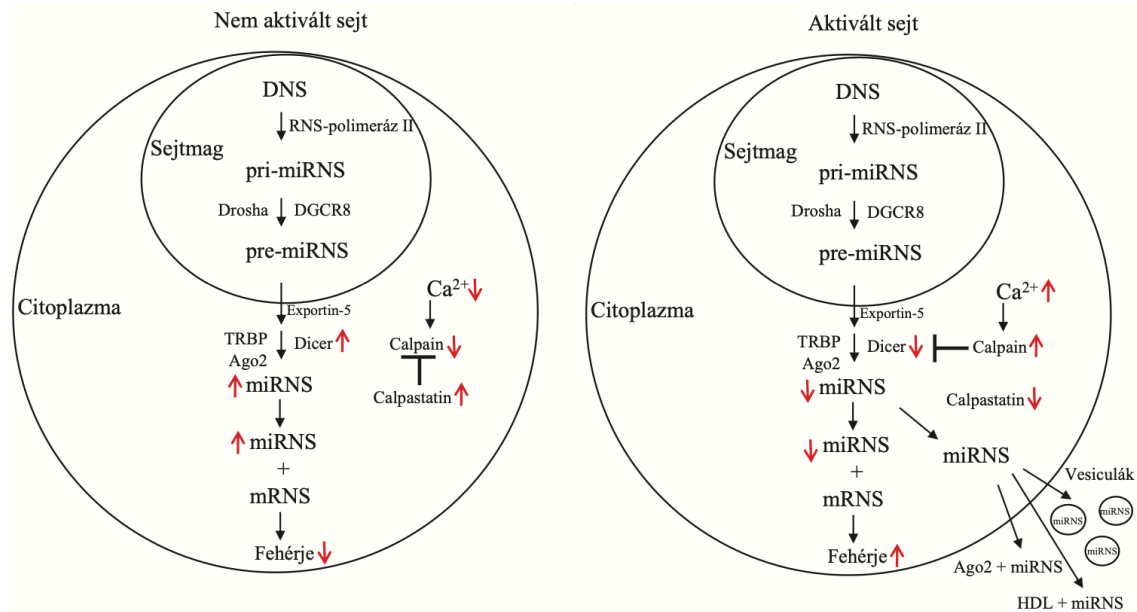 Nem aktivált sejt
DNS
RNS-polimeráz II
Sejtmag
pri-miRNS
Drosha
DGCR8
pre-miRNS
Citoplazma
Exportin-5
Ca2+
TRBP
Ago2
Dicer
Calpain
miRNS
Calpastatin
miRNS
+
mRNS
Fehérje
Aktivált sejt
DNS
RNS-polimeráz II
Sejtmag
pri-miRNS
Drosha
DGCR8
pre-miRNS
Citoplazma
Exportin-5
Ca2+
TRBP
Ago2
Dicer
Calpain
miRNS
Calpastatin
miRNS
+
mRNS
Fehérje
miRNS
Vesiculák
miRNS
miRNS
miRNS
Ago2 + miRNS
HDL + miRNS